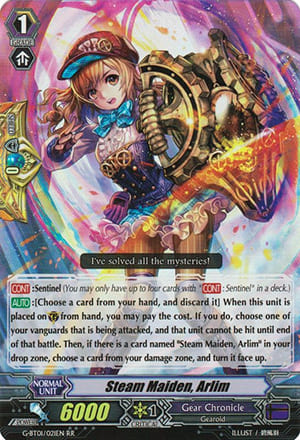 1
GRADE
I've solved all the mysteries!
CONT :Sentinel (You may only have up to four cards with "CONT :Sentinel" in a deck.)
AUTO :[Choose a card from your hand, and discard it] When this unit is
placed on from hand, you may pay the cost. If you do, choose one of
your vanguards that is being attacked, and that unit cannot be hit until end
of that battle. Then, if there is a card named "Steam Maiden, Arlim" in your
drop zone, choose a card from your damage zone, and turn it face up.
NORMAL
UNIT
Steam Maiden, Arlim
POWER
6000
1
CRITICAL
Gear Chronicle
Gearoid
G-BT01/021EN RR
ILLUST /